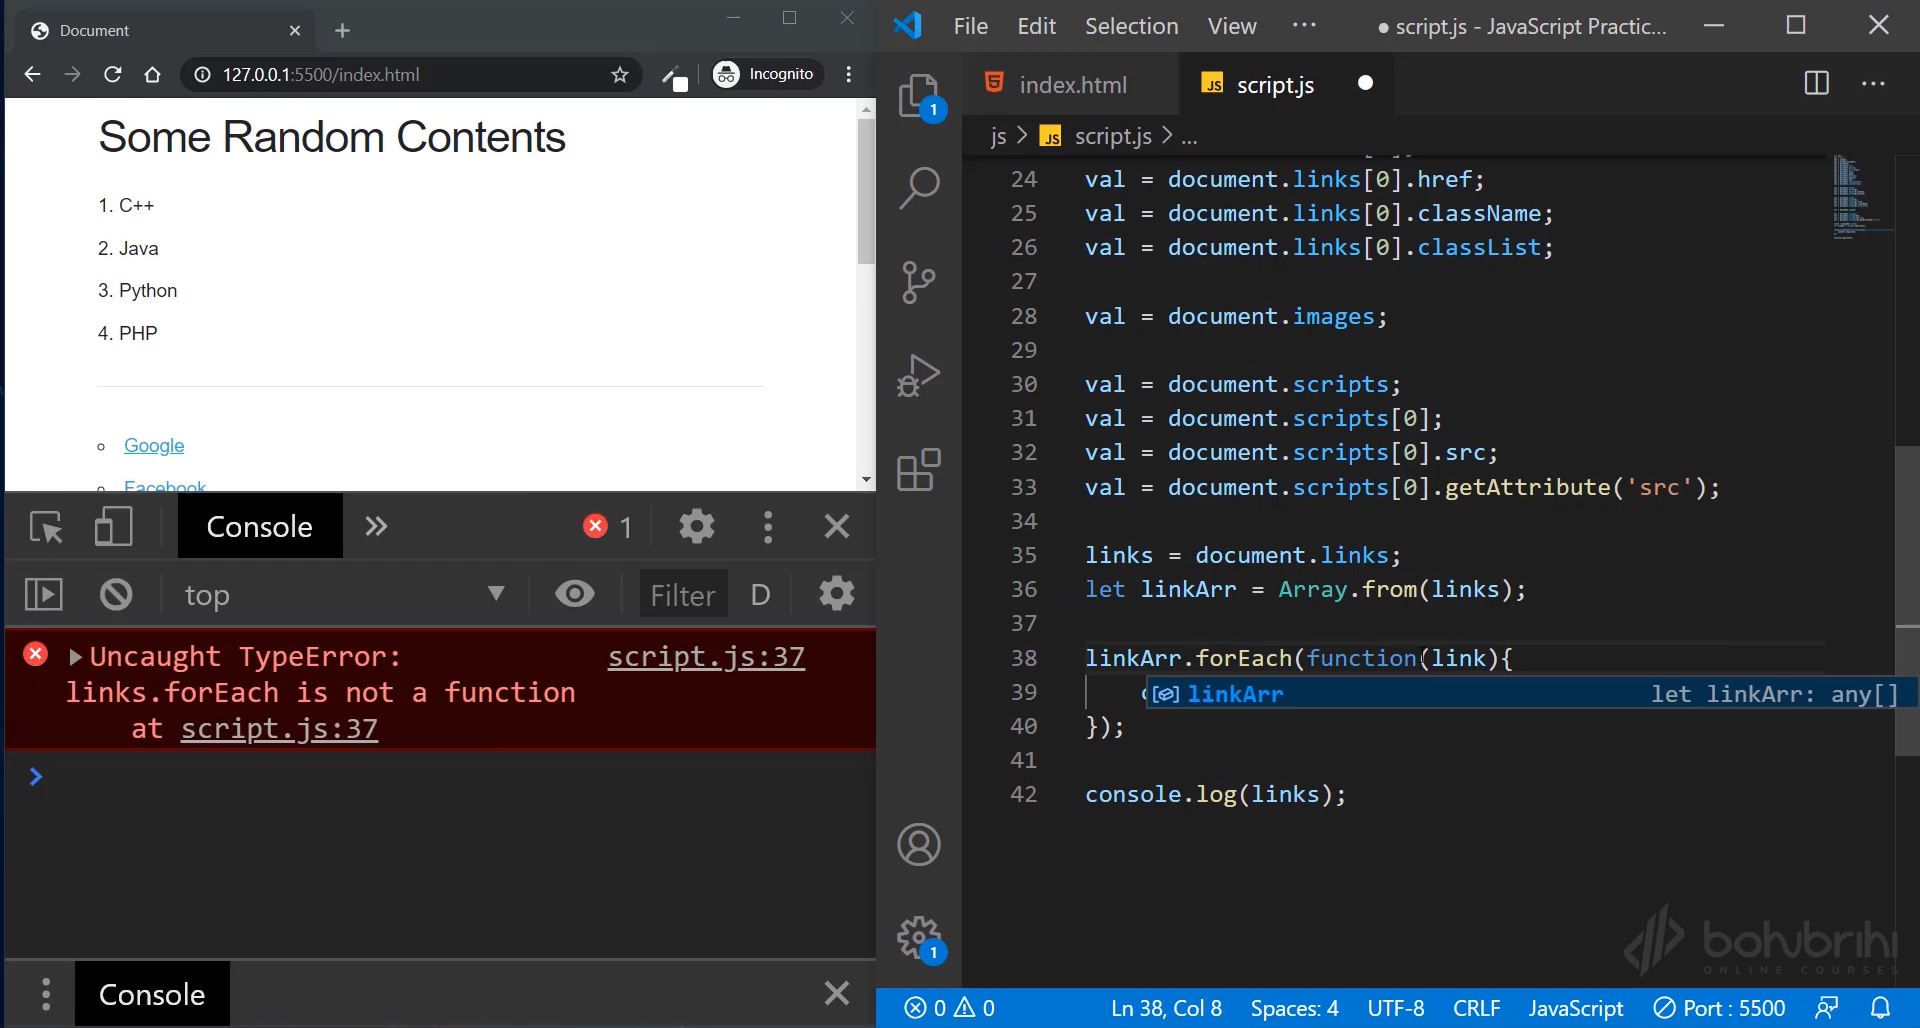 Document
127.0.0.1:5500/index.html
Incognito
Some Random Contents
1. C++
2. Java
3. Python
4. PHP
Google
Facebook
Console
1
top
Filter
D
Uncaught TypeError:
script.js:37
links.forEach is not a function
at script.js:37
Console
File Edit Selection View ··· ● script.js - JavaScript Practic...
1
index.html
JS script.js
js > JS script.js > ...
24 val = document.links[0].href;
25 val = document.links[0].className;
26 val = document.links[0].classList;
27
28 val = document.images;
29
30 val = document.scripts;
31 val = document.scripts[0];
32 val = document.scripts[0].src;
33 val = document.scripts[0].getAttribute('src');
34
35 links = document.links;
36 let linkArr = Array.from(links);
37
38 linkArr.forEach(function(link){
39
linkArr let linkArr: any[]
40 });
41
42 console.log(links);
1
bohubrihi
ONLINE COURSES
0 0 Ln 38, Col 8 Spaces: 4 UTF-8 CRLF JavaScript Port : 5500